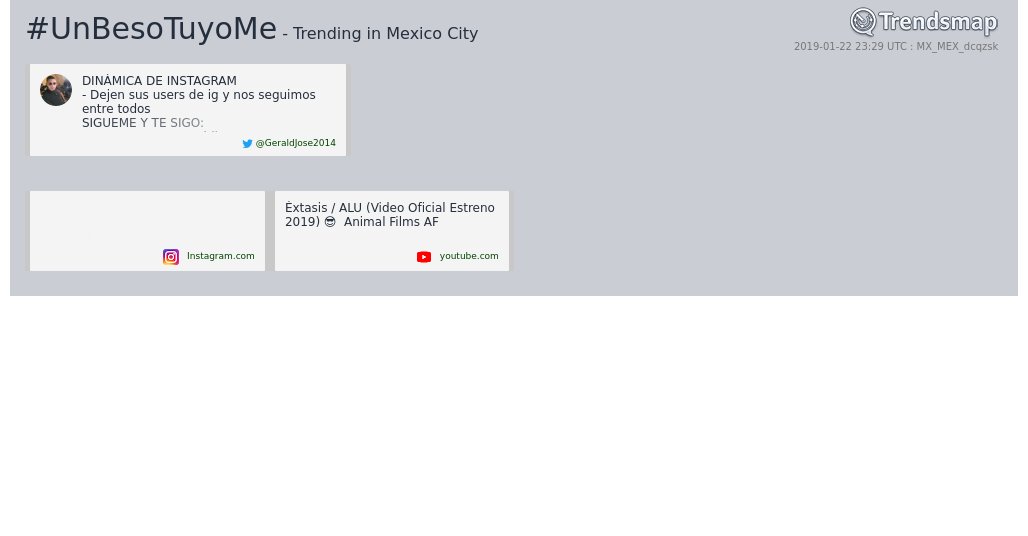 #UnBesoTuyoMe - Trending in Mexico City
Trendsmap
2019-01-22 23:29 UTC : MX_MEX_dcqzsk
DINÁMICA DE INSTAGRAM
- Dejen sus users de ig y nos seguimos
entre todos
SIGUEME Y TE SIGO:
@GeraldJose2014
Instagram.com
Éxtasis / ALU (Video Oficial Estreno
2019) 😎 Animal Films AF
youtube.com